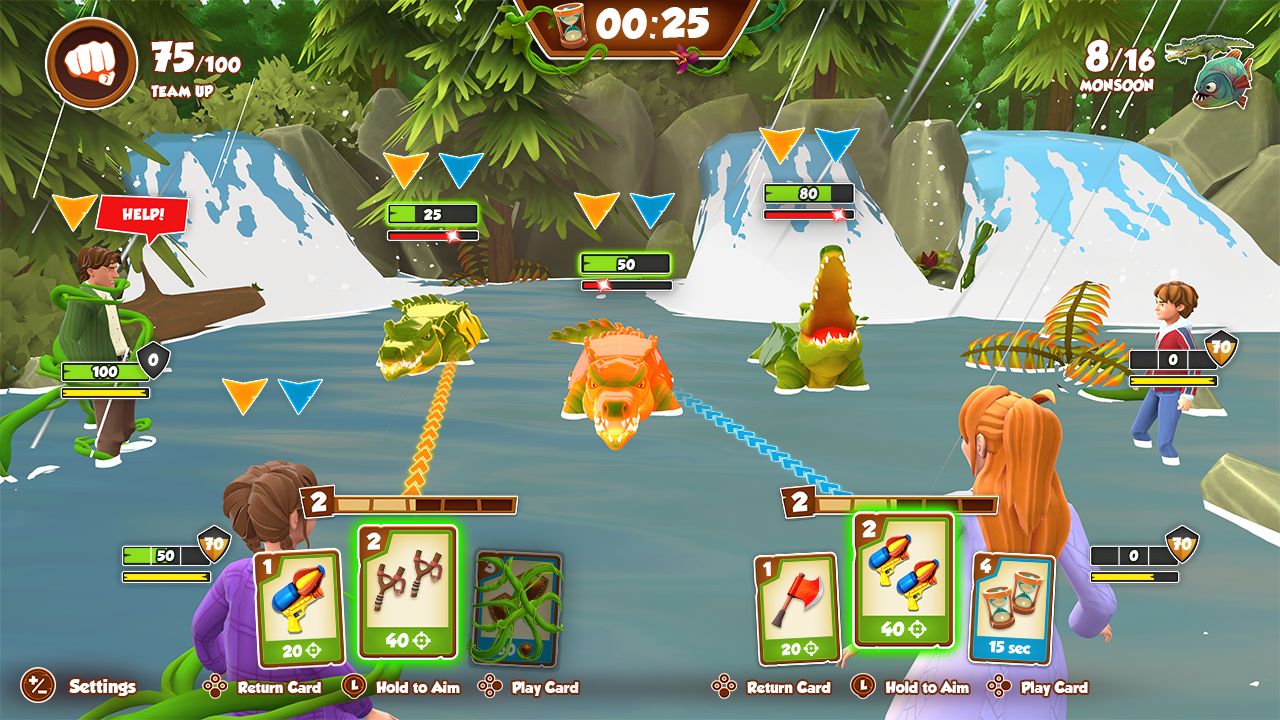 00:25
75/100
TEAM UP
8/16
MONSOON
HELP!
25
80
50
0
100
70
0
2
2
70
50
70
0
1
20
2
40
1
20
2
40
4
15 sec
Settings
Return Card
L
Hold to Aim
Play Card
Return Card
L
Hold to Aim
Play Card